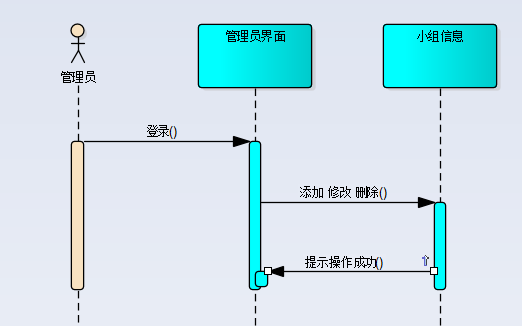 管理员界面
小组信息
管理员
登录()
添加 修改 删除()
提示操作成功()